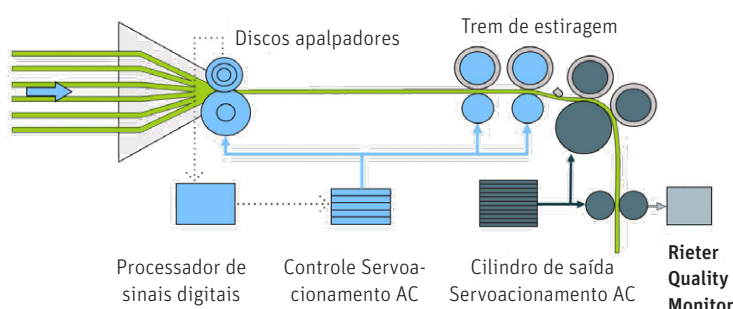 Discos apalpadores
Trem de estiragem
Processador de
sinais digitais
Controle Servoa-
cionamento AC
Cilindro de saída
Servoacionamento AC
Rieter
Quality
Monitor